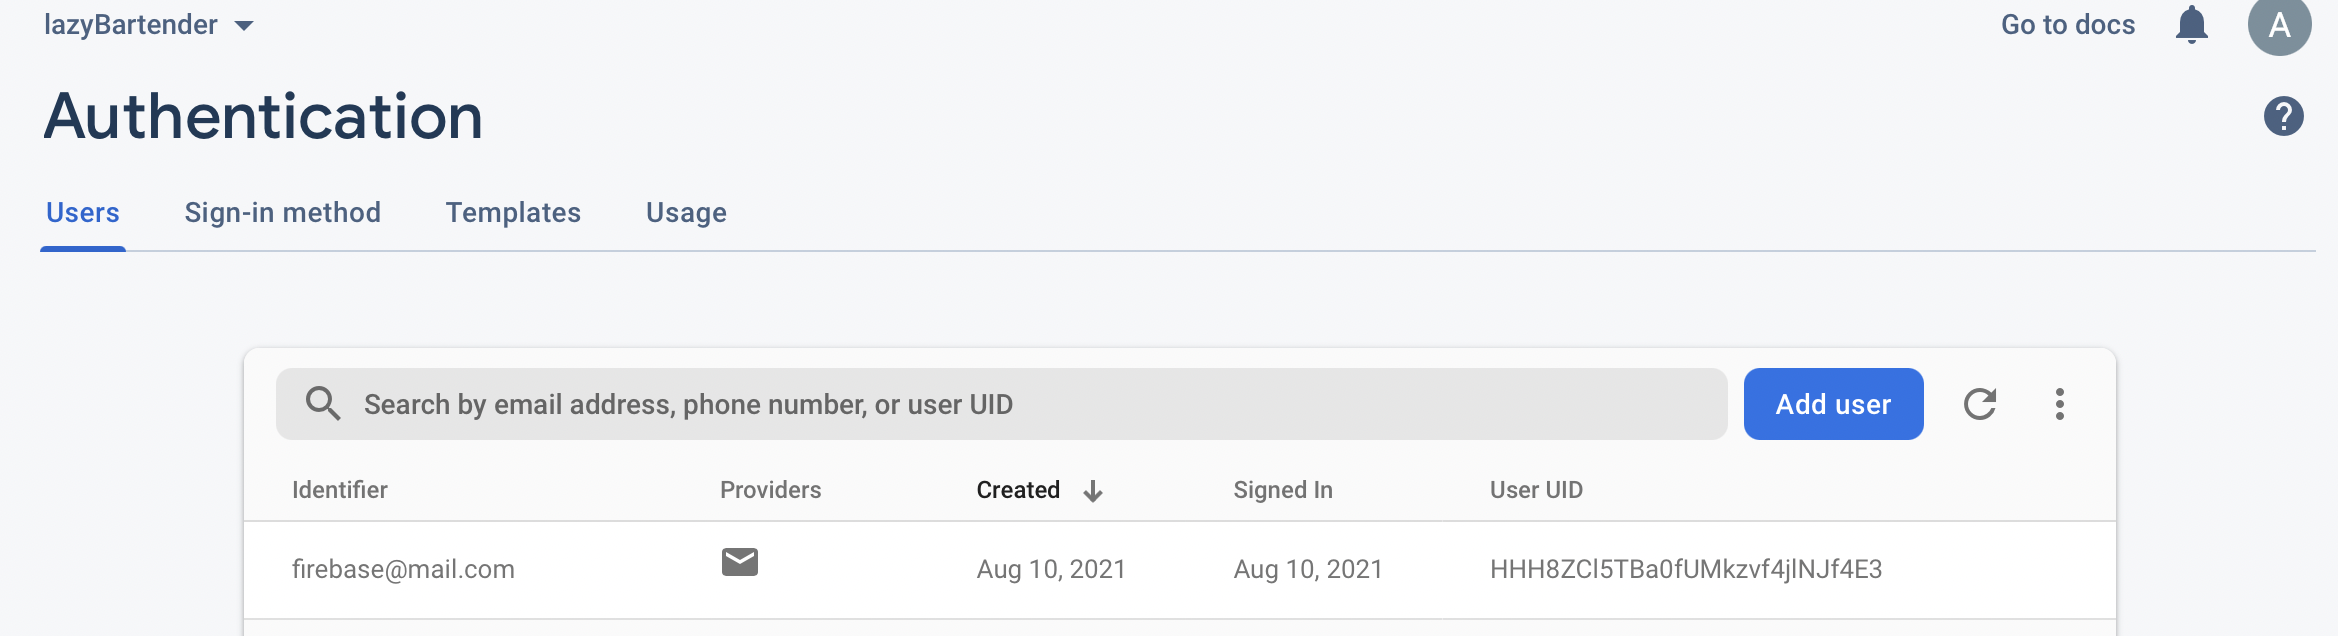 lazyBartender Go to docs A
Authentication ?
Users Sign-in method Templates Usage
Search by email address, phone number, or user UID Add user
Identifier Providers Created Signed In User UID
firebase@mail.com Aug 10, 2021 Aug 10, 2021 HHH8ZCl5TBa0fUMkzvf4jlNJf4E3